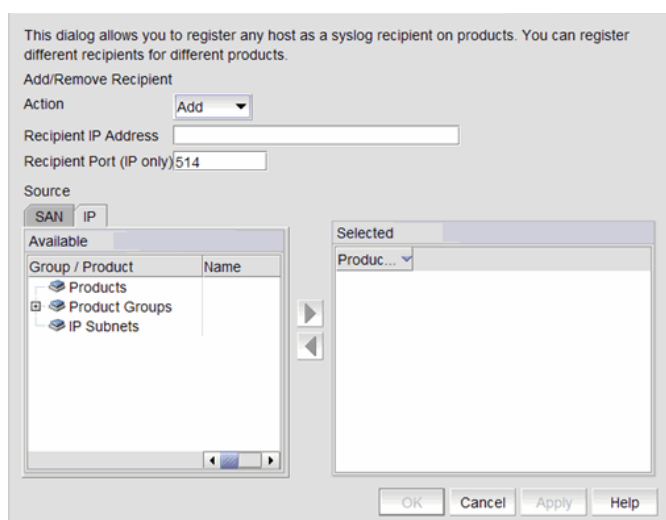 This dialog allows you to register any host as a syslog recipient on products. You can register
different recipients for different products.
Add/Remove Recipient
Action Add
Recipient IP Address
Recipient Port (IP only) 514
Source
SAN IP
Available
Group / Product Name
Products
Product Groups
IP Subnets
Selected
Produc...
OK Cancel Apply Help